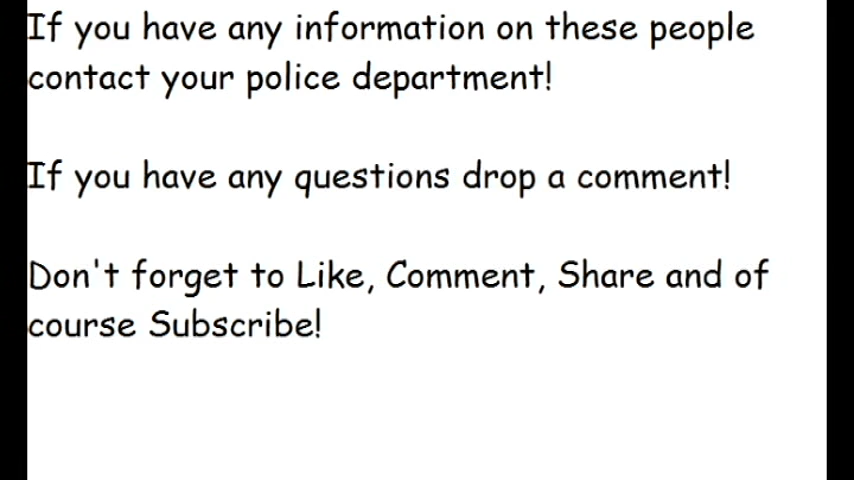 If you have any information on these people
contact your police department!
If you have any questions drop a comment!
Don't forget to Like, Comment, Share and of
course Subscribe!